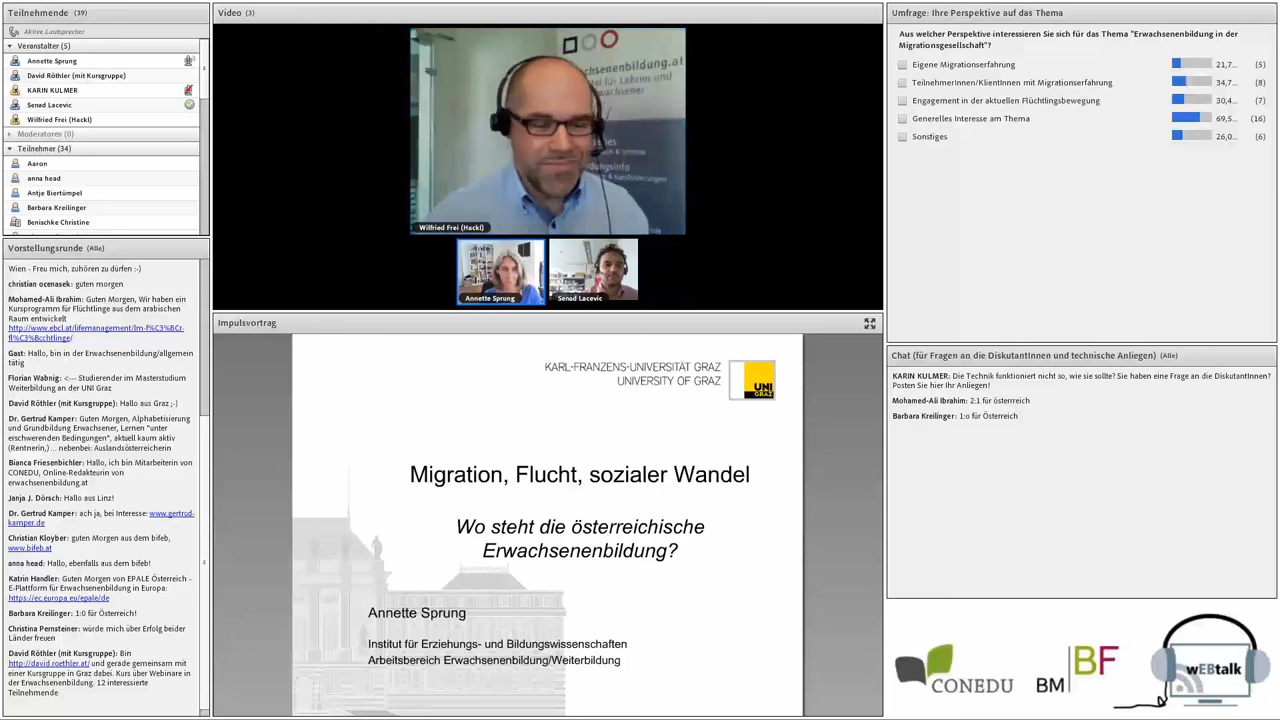 Teilnehmende (39)
Aktive Lautsprecher
Veranstalter (5)
Annette Sprung
David Röthler (mit Kursgruppe)
KARIN KULMER
Senad Lacevic
Wilfried Frei (Hackl)
Moderatoren (0)
Teilnehmer (34)
Aaron
anna head
Antje Biertümpel
Barbara Kreilinger
Benischke Christine
Vorstellungsrunde (Alle)
Wien - Freu mich, zuhören zu dürfen :-)
christian ocenasek: guten morgen
Mohamed-Ali Ibrahim: Guten Morgen, Wir haben ein
Kursprogramm für Flüchtlinge aus dem arabischen
Raum entwickelt
http://www.ebcl.at/lifemanagement/lm-f%C3%BCr-
fl%C3%BCcchtlinge/
Gast: Hallo, bin in der Erwachsenenbildung/allgemein
tätig
Florian Wabnig: <--- Studierender im Masterstudium
Weiterbildung an der UNI Graz
David Röthler (mit Kursgruppe): Hallo aus Graz ;-)
Dr. Gertrud Kamper: Guten Morgen, Alphabetisierung
und Grundbildung Erwachsener, Lernen "unter
erschwerenden Bedingungen", aktuell kaum aktiv
(Rentnerin,) ... nebenbei: Auslandsösterreicherin
Bianca Friesenbichler: Hallo, ich bin Mitarbeiterin von
CONEDU, Online-Redakteurin von
erwachsenenbildung.at
Janja J. Dörsch: Hallo aus Linz!
Dr. Gertrud Kamper: ach ja, bei Interesse: www.gertrud-
kamper.de
Christian Kloyber: guten Morgen aus dem bifeb,
www.bifeb.at
anna head: Hallo, ebenfalls aus dem bifeb!
Katrin Handler: Guten Morgen von EPALE Österreich -
E-Plattform für Erwachsenenbildung in Europa:
https://ec.europa.eu/epale/de
Barbara Kreilinger: 1:0 für Österreich!
Christina Pernsteiner: würde mich über Erfolg beider
Länder freuen
David Röthler (mit Kursgruppe): Bin
http://david.roethler.at/ und gerade gemeinsam mit
einer Kursgruppe in Graz dabei. Kurs über Webinare in
der Erwachsenenbildung. 12 interessierte
Teilnehmende
Video (3)
Wilfried Frei (Hackl)
Annette Sprung
Senad Lacevic
Impulsvortrag
KARL-FRANZENS-UNIVERSITÄT GRAZ
UNIVERSITY OF GRAZ
UNI
GRAZ
Migration, Flucht, sozialer Wandel
Wo steht die österreichische
Erwachsenenbildung?
Annette Sprung
Institut für Erziehungs- und Bildungswissenschaften
Arbeitsbereich Erwachsenenbildung/Weiterbildung
Umfrage: Ihre Perspektive auf das Thema
Aus welcher Perspektive interessieren Sie sich für das Thema "Erwachsenenbildung in der
Migrationsgesellschaft"?
Eigene Migrationserfahrung 21,7... (5)
TeilnehmerInnen/KlientInnen mit Migrationserfahrung 34,7... (8)
Engagement in der aktuellen Flüchtlingsbewegung 30,4... (7)
Generelles Interesse am Thema 69,5... (16)
Sonstiges 26,0... (6)
Chat (für Fragen an die DiskutantInnen und technische Anliegen) (Alle)
KARIN KULMER: Die Technik funktioniert nicht so, wie sie sollte? Sie haben eine Frage an die DiskutantInnen?
Posten Sie hier Ihr Anliegen!
Mohamed-Ali Ibrahim: 2:1 für östern​reich
Barbara Kreilinger: 1:o für Österreich
CONEDU
BM BF
wEBtalk